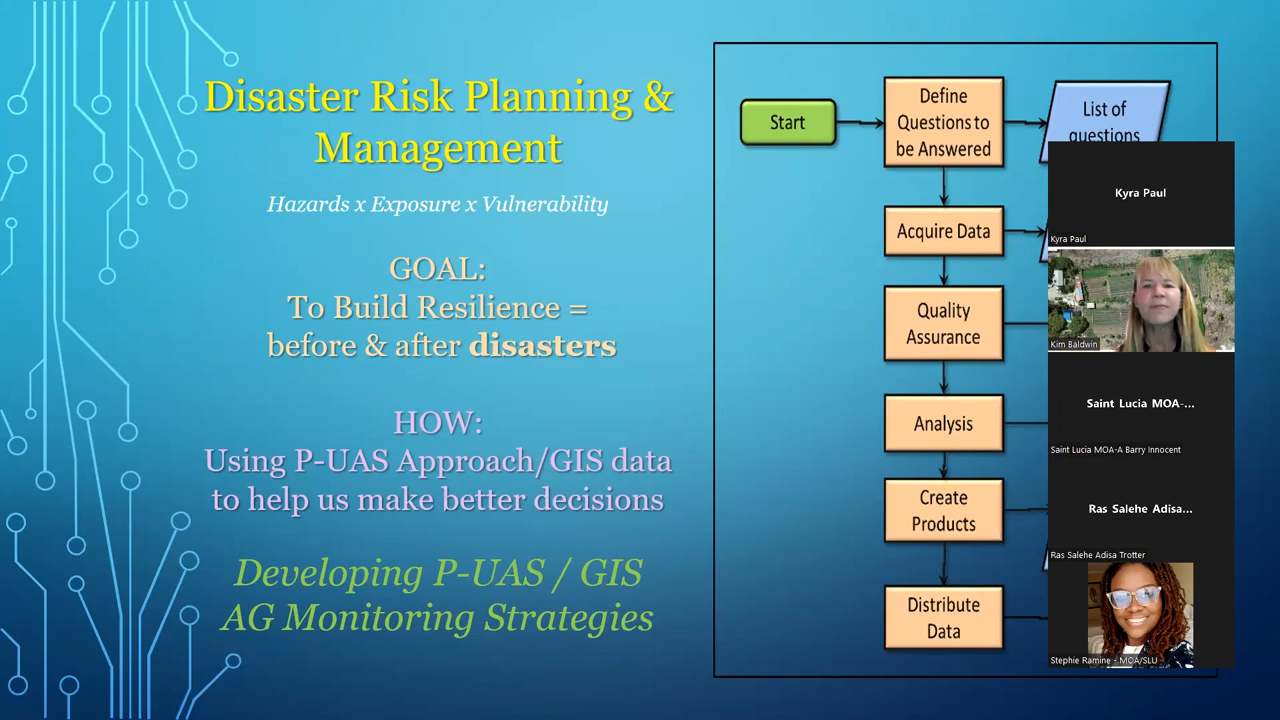 Disaster Risk Planning &
Management
Hazards x Exposure x Vulnerability
GOAL:
To Build Resilience =
before & after disasters
HOW:
Using P-UAS Approach/GIS data
to help us make better decisions
Developing P-UAS / GIS
AG Monitoring Strategies
Start
Define
Questions to
be Answered
List of
questions
Acquire Data
Quality
Assurance
Analysis
Create
Products
Distribute
Data
Kyra Paul
Kyra Paul
Kim Baldwin
Saint Lucia MOA-...
Saint Lucia MOA-A Barry Innocent
Ras Salehe Adisa...
Ras Salehe Adisa Trotter
Stephie Ramine - MOA/SLU